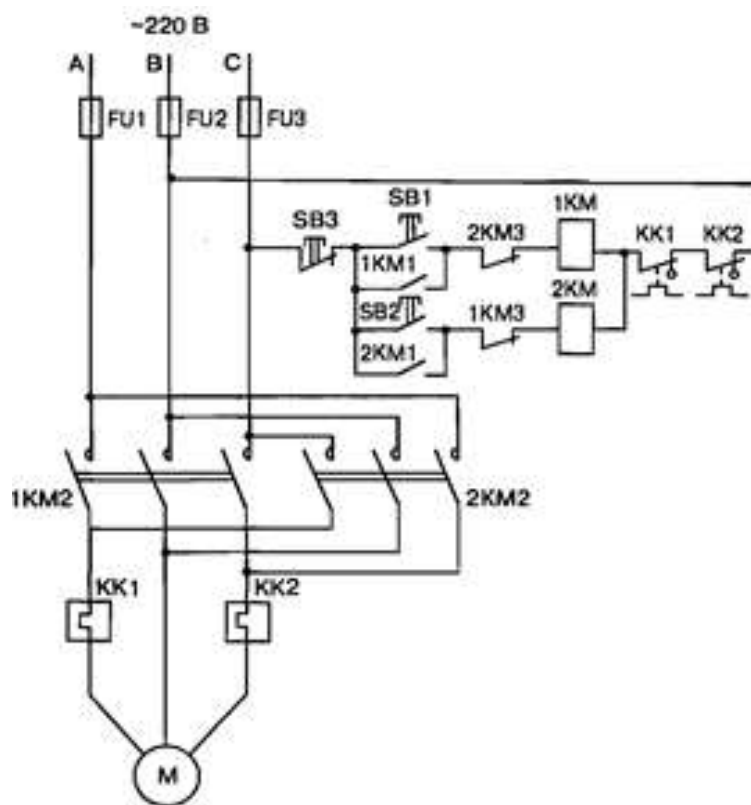 ~220 В
A B C
FU1 FU2 FU3
SB3 SB1 2KM3 1KM KK1 KK2
1KM1
SB2 1KM3 2KM
2KM1
1KM2 2KM2
KK1 KK2
M